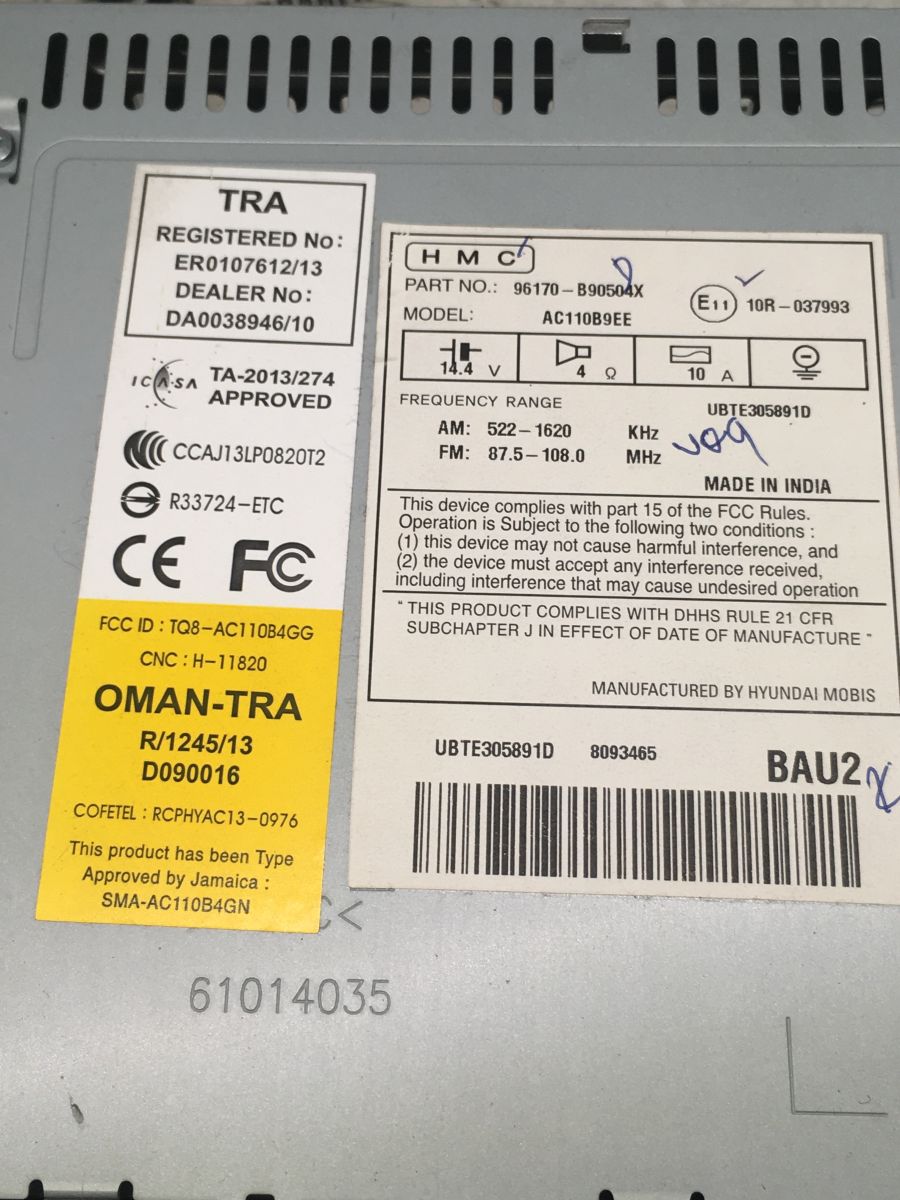 TRA
REGISTERED No:
ER0107612/13
DEALER No:
DA0038946/10
ICASA TA-2013/274
APPROVED
CCAJ13LP0820T2
R33724-ETC
CE FC
FCC ID : TQ8-AC110B4GG
CNC : H-11820
OMAN-TRA
R/1245/13
D090016
COFETEL : RCPHYAC13-0976
This product has been Type
Approved by Jamaica :
SMA-AC110B4GN
HMC
PART NO.: 96170-B90504X
E11 10R-037993
MODEL: AC110B9EE
14.4 V 4 Ω 10 A
FREQUENCY RANGE
UBTE305891D
AM: 522-1620 KHz
FM: 87.5-108.0 MHz
MADE IN INDIA
This device complies with part 15 of the FCC Rules.
Operation is Subject to the following two conditions :
(1) this device may not cause harmful interference, and
(2) the device must accept any interference received,
including interference that may cause undesired operation
" THIS PRODUCT COMPLIES WITH DHHS RULE 21 CFR
SUBCHAPTER J IN EFFECT OF DATE OF MANUFACTURE "
MANUFACTURED BY HYUNDAI MOBIS
UBTE305891D 8093465 BAU2
C<
61014035